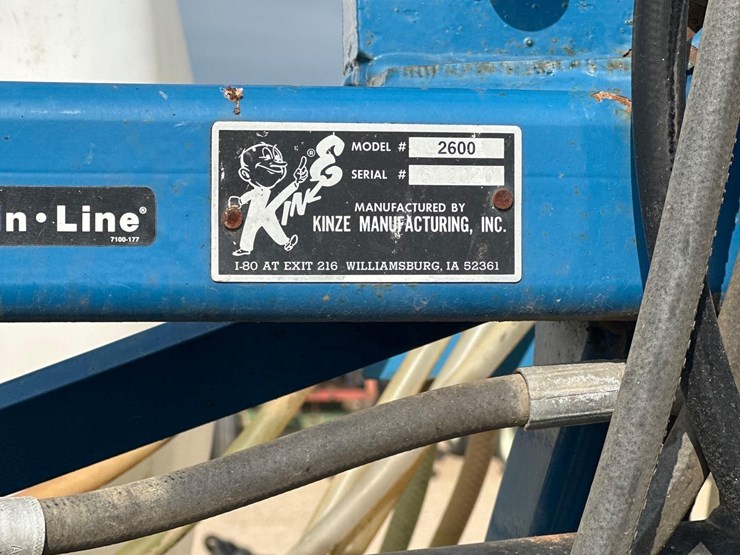 n•Line®
7100-177
KINZE®
MODEL # 2600
SERIAL #
MANUFACTURED BY
KINZE MANUFACTURING, INC.
I-80 AT EXIT 216 WILLIAMSBURG, IA 52361